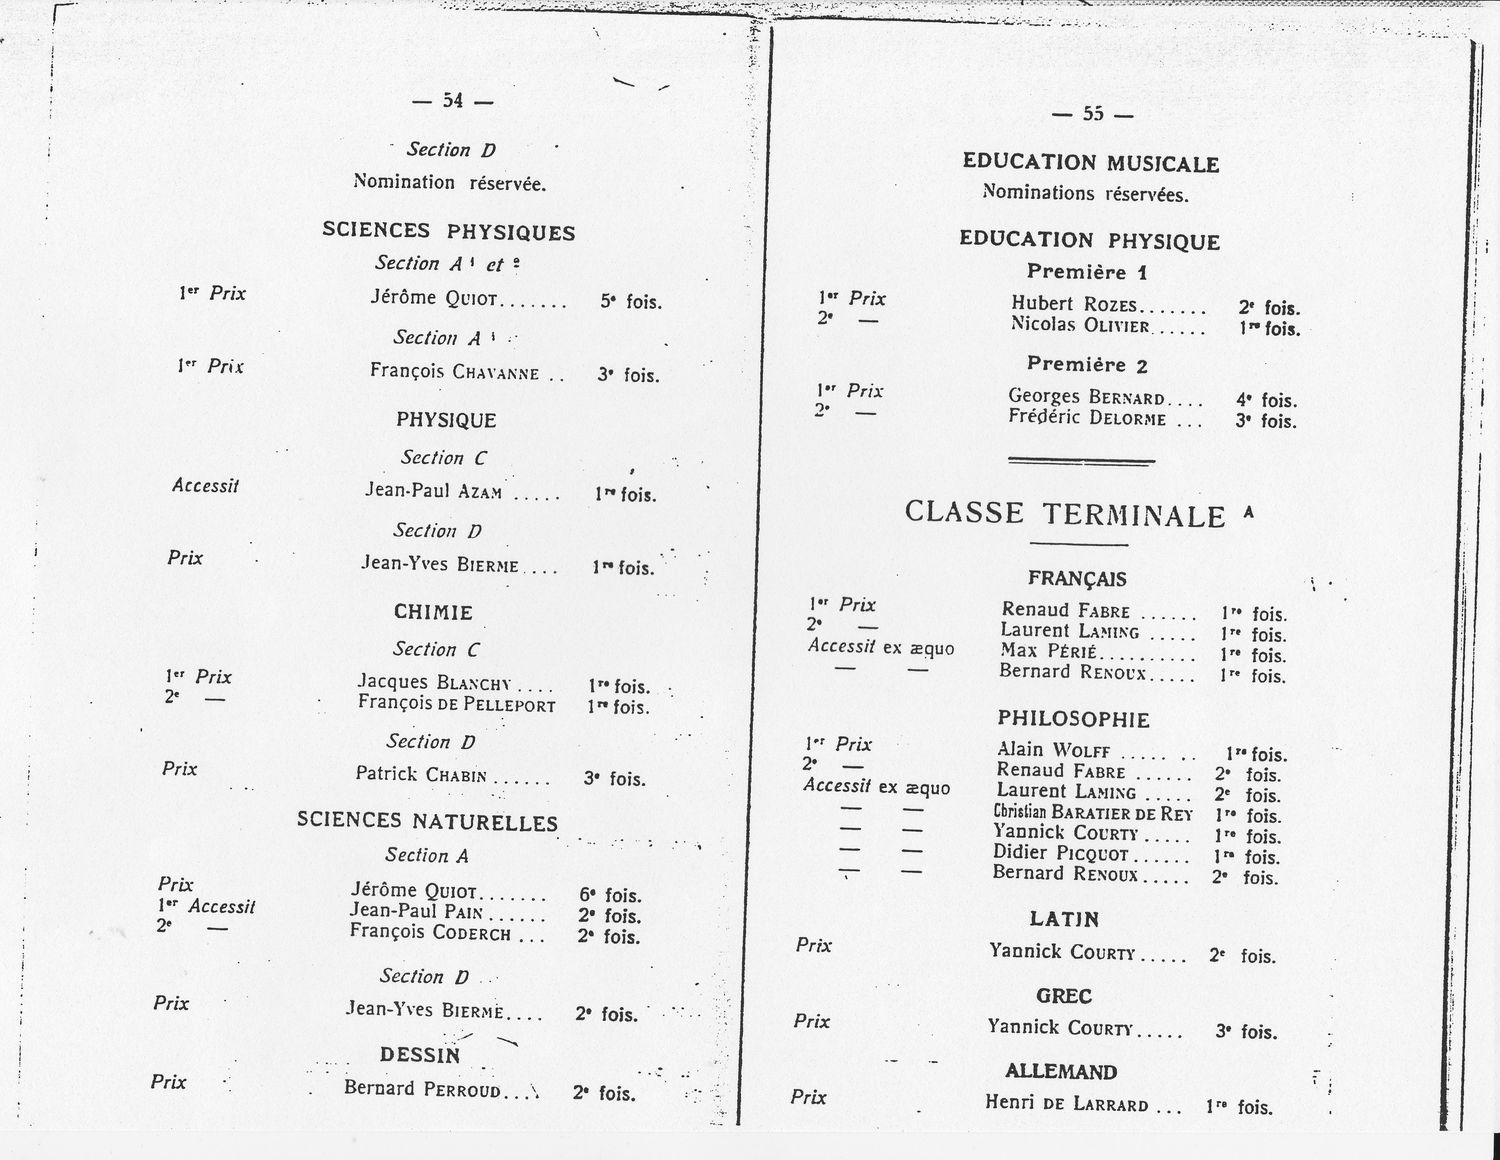 — 54 —
Section D
Nomination réservée.
SCIENCES PHYSIQUES
Section A 1 et 2
1er Prix Jérôme QUIOT....... 5e fois.
Section A 1
1er Prix François CHAVANNE .. 3e fois.
PHYSIQUE
Section C
Accessit Jean-Paul AZAM ..... 1re fois.
Section D
Prix Jean-Yves BIERME.... 1re fois.
CHIMIE
Section C
1er Prix Jacques BLANCHY .... 1re fois.
2e — François DE PELLEPORT 1re fois.
Section D
Prix Patrick CHABIN ...... 3e fois.
SCIENCES NATURELLES
Section A
Prix Jérôme QUIOT....... 6e fois.
1er Accessit Jean-Paul PAIN ...... 2e fois.
2e — François CODERCH ... 2e fois.
Section D
Prix Jean-Yves BIERME.... 2e fois.
DESSIN
Prix Bernard PERROUD.... 2e fois.
— 55 —
EDUCATION MUSICALE
Nominations réservées.
EDUCATION PHYSIQUE
Première 1
1er Prix Hubert ROZES....... 2e fois.
2e — Nicolas OLIVIER...... 1re fois.
Première 2
1er Prix Georges BERNARD.... 4e fois.
2e — Frédéric DELORME ... 3e fois.
CLASSE TERMINALE A
FRANÇAIS
1er Prix Renaud FABRE ...... 1re fois.
2e — Laurent LAMING ..... 1re fois.
Accessit ex æquo Max PÉRIÉ.......... 1re fois.
— — Bernard RENOUX..... 1re fois.
PHILOSOPHIE
1er Prix Alain WOLFF ..... .. 1re fois.
2e — Renaud FABRE ...... 2e fois.
Accessit ex æquo Laurent LAMING ..... 2e fois.
— — Christian BARATIER DE REY 1re fois.
— — Yannick COURTY ..... 1re fois.
— — Didier PICQUOT...... 1re fois.
— — Bernard RENOUX..... 2e fois.
LATIN
Prix Yannick COURTY ..... 2e fois.
GREC
Prix Yannick COURTY..... 3e fois.
ALLEMAND
Prix Henri DE LARRARD ... 1re fois.